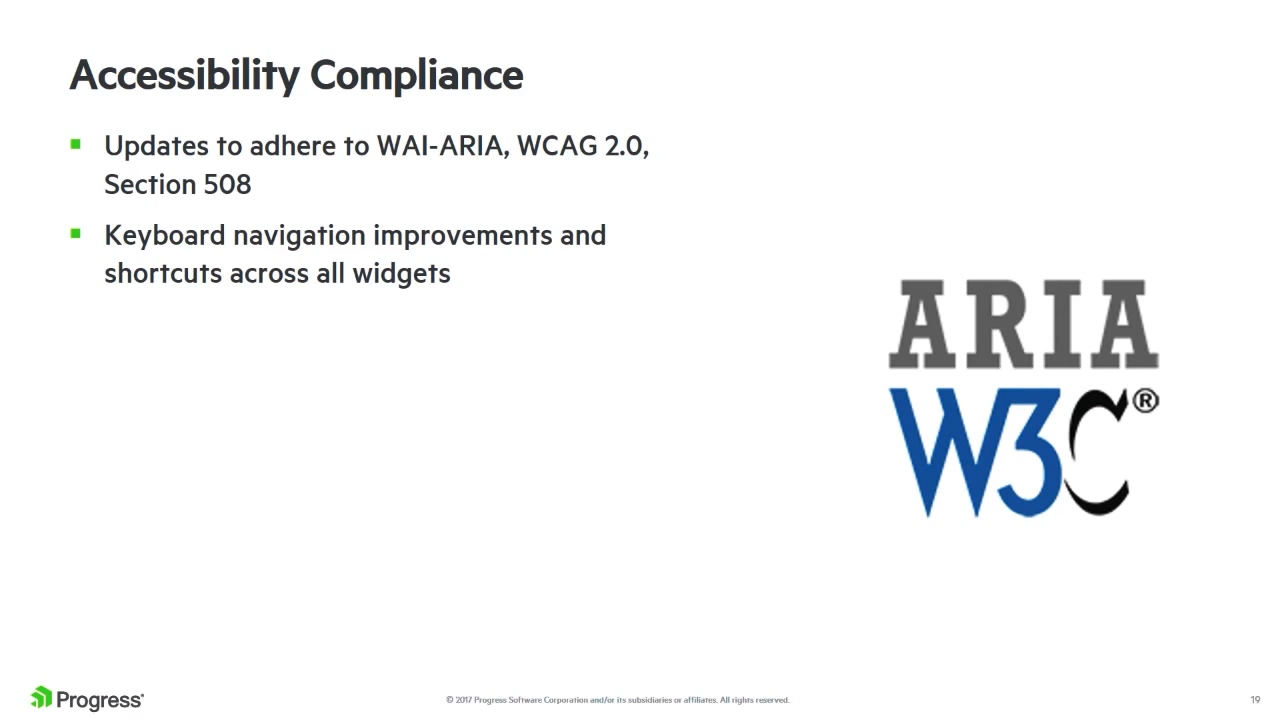 Accessibility Compliance
Updates to adhere to WAI-ARIA, WCAG 2.0,
Section 508
Keyboard navigation improvements and
shortcuts across all widgets
ARIA
W3C®
Progress®
© 2017 Progress Software Corporation and/or its subsidiaries or affiliates. All rights reserved.
19